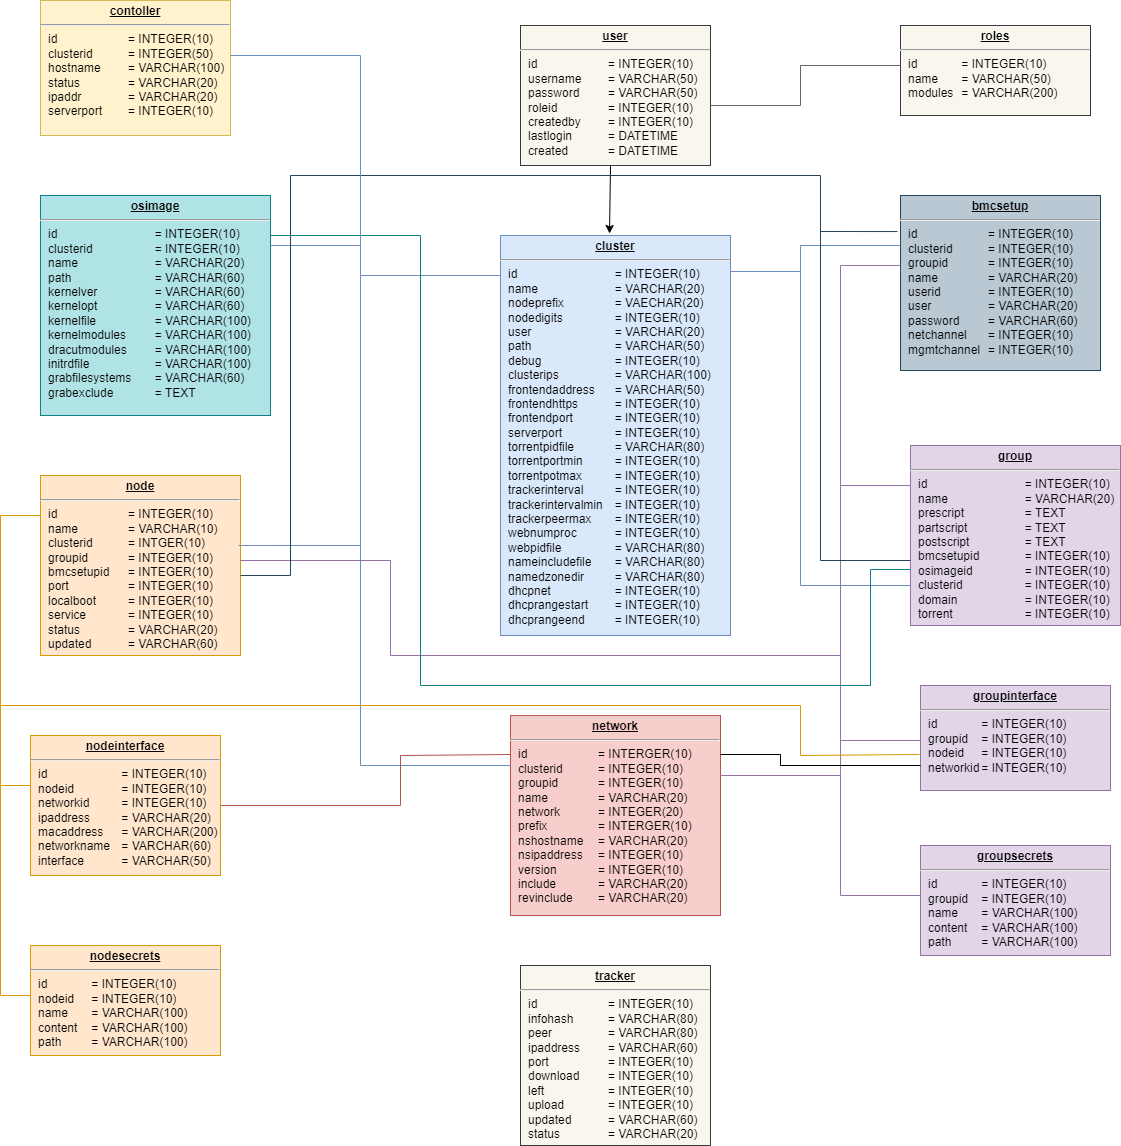 contoller
id = INTEGER(10)
clusterid = INTEGER(50)
hostname = VARCHAR(100)
status = VARCHAR(20)
ipaddr = VARCHAR(20)
serverport = INTEGER(10)
user
id = INTEGER(10)
username = VARCHAR(50)
password = VARCHAR(50)
roleid = INTEGER(10)
createdby = INTEGER(10)
lastlogin = DATETIME
created = DATETIME
roles
id = INTEGER(10)
name = VARCHAR(50)
modules = VARCHAR(200)
osimage
id = INTEGER(10)
clusterid = INTEGER(10)
name = VARCHAR(20)
path = VARCHAR(60)
kernelver = VARCHAR(60)
kernelopt = VARCHAR(60)
kernelfile = VARCHAR(100)
kernelmodules = VARCHAR(100)
dracutmodules = VARCHAR(100)
initrdfile = VARCHAR(100)
grabfilesystems = VARCHAR(60)
grabexclude = TEXT
cluster
id = INTEGER(10)
name = VARCHAR(20)
nodeprefix = VAECHAR(20)
nodedigits = INTEGER(10)
user = VARCHAR(20)
path = VARCHAR(50)
debug = INTEGER(10)
clusterips = VARCHAR(100)
frontendaddress = VARCHAR(50)
frontendhttps = INTEGER(10)
frontendport = INTEGER(10)
serverport = INTEGER(10)
torrentpidfile = VARCHAR(80)
torrentportmin = INTEGER(10)
torrentpotmax = INTEGER(10)
trackerinterval = INTEGER(10)
trackerintervalmin = INTEGER(10)
trackerpeermax = INTEGER(10)
webnumproc = INTEGER(10)
webpidfile = VARCHAR(80)
nameincludefile = VARCHAR(80)
namedzonedir = VARCHAR(80)
dhcpnet = INTEGER(10)
dhcprangestart = INTEGER(10)
dhcprangeend = INTEGER(10)
bmcsetup
id = INTEGER(10)
clusterid = INTEGER(10)
groupid = INTEGER(10)
name = VARCHAR(20)
userid = INTEGER(10)
user = VARCHAR(20)
password = VARCHAR(60)
netchannel = INTEGER(10)
mgmtchannel = INTEGER(10)
node
id = INTEGER(10)
name = VARCHAR(10)
clusterid = INTGER(10)
groupid = INTEGER(10)
bmcsetupid = INTEGER(10)
port = INTEGER(10)
localboot = INTEGER(10)
service = INTEGER(10)
status = VARCHAR(20)
updated = VARCHAR(60)
group
id = INTEGER(10)
name = VARCHAR(20)
prescript = TEXT
partscript = TEXT
postscript = TEXT
bmcsetupid = INTEGER(10)
osimageid = INTEGER(10)
clusterid = INTEGER(10)
domain = INTEGER(10)
torrent = INTEGER(10)
nodeinterface
id = INTEGER(10)
nodeid = INTEGER(10)
networkid = INTEGER(10)
ipaddress = VARCHAR(20)
macaddress = VARCHAR(200)
networkname = VARCHAR(60)
interface = VARCHAR(50)
network
id = INTERGER(10)
clusterid = INTEGER(10)
groupid = INTEGER(10)
name = VARCHAR(20)
network = INTEGER(20)
prefix = INTERGER(10)
nshostname = VARCHAR(20)
nsipaddress = INTEGER(10)
version = INTEGER(10)
include = VARCHAR(20)
revinclude = VARCHAR(20)
groupinterface
id = INTEGER(10)
groupid = INTEGER(10)
nodeid = INTEGER(10)
networkid = INTEGER(10)
groupsecrets
id = INTEGER(10)
groupid = INTEGER(10)
name = VARCHAR(100)
content = VARCHAR(100)
path = VARCHAR(100)
nodesecrets
id = INTEGER(10)
nodeid = INTEGER(10)
name = VARCHAR(100)
content = VARCHAR(100)
path = VARCHAR(100)
tracker
id = INTEGER(10)
infohash = VARCHAR(80)
peer = VARCHAR(80)
ipaddress = VARCHAR(60)
port = INTEGER(10)
download = INTEGER(10)
left = INTEGER(10)
upload = INTEGER(10)
updated = VARCHAR(60)
status = VARCHAR(20)